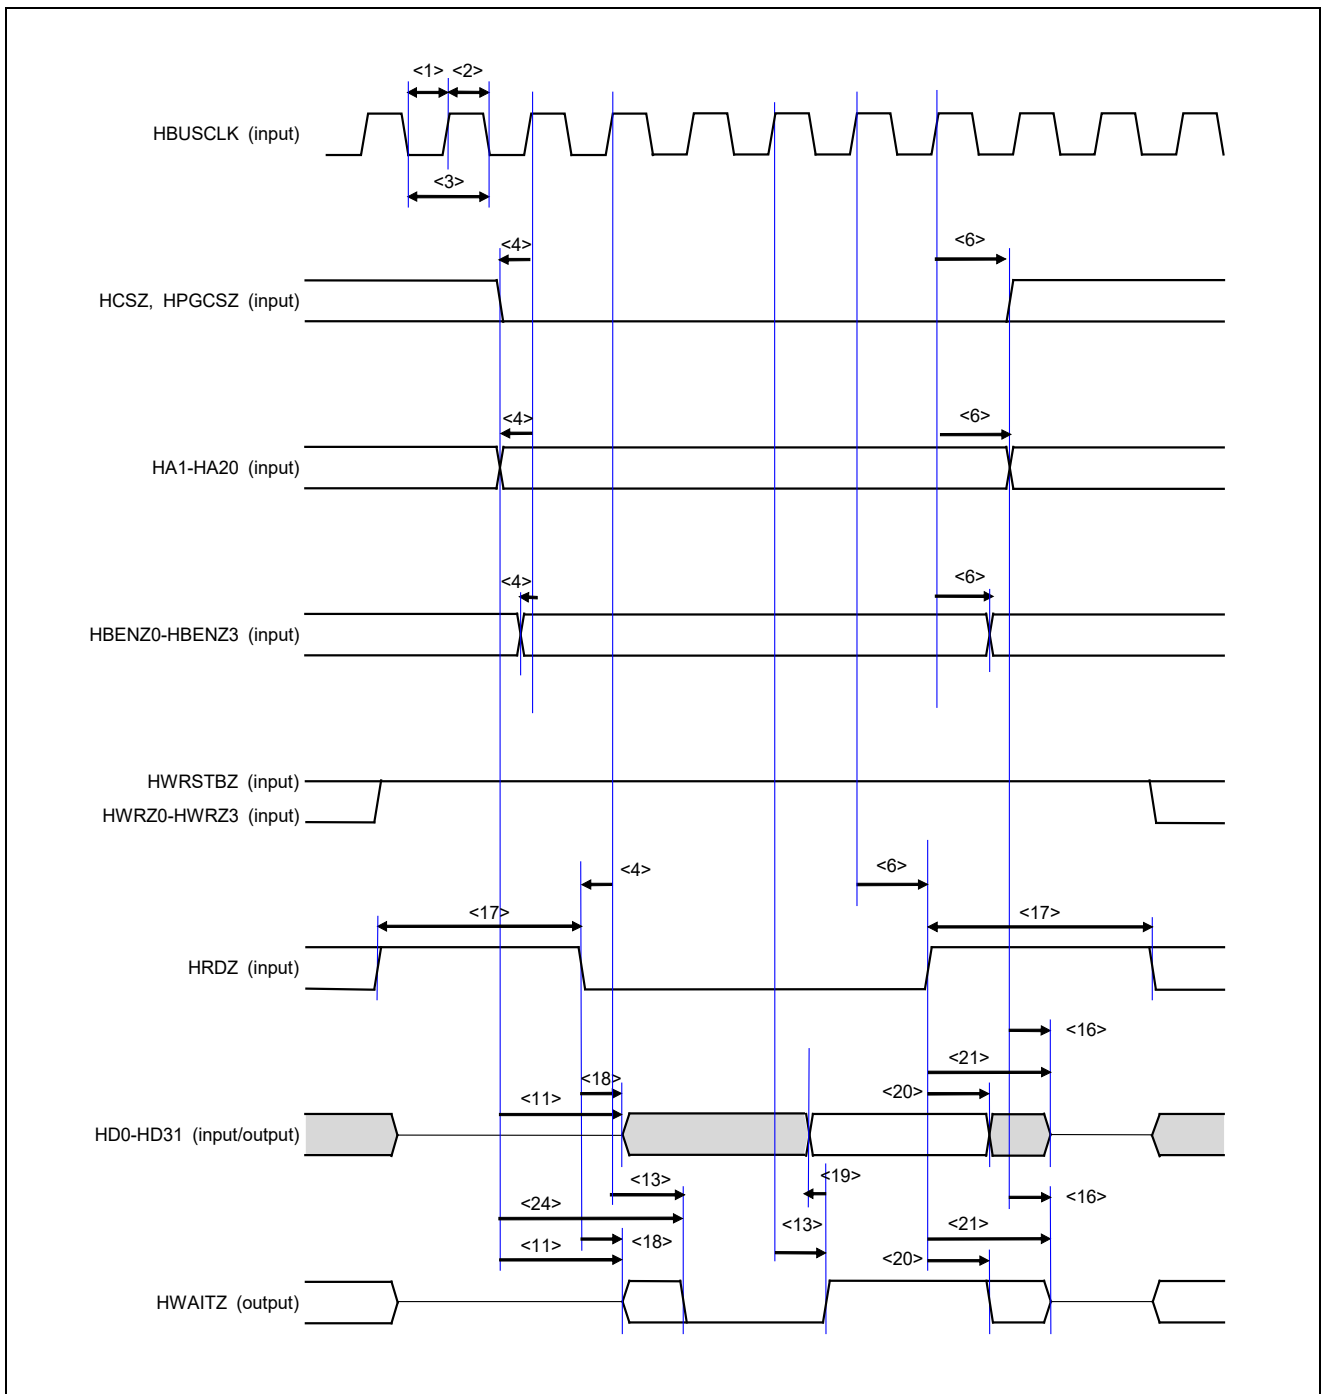 <1> <2>
HBUSCLK (input)
<3>
<4> <6>
HCSZ, HPGCSZ (input)
<4> <6>
HA1-HA20 (input)
<4> <6>
HBENZ0-HBENZ3 (input)
HWRSTBZ (input)
HWRZ0-HWRZ3 (input)
<4> <6>
<17> <17>
HRDZ (input)
<16>
<21>
<18> <20>
<11>
HD0-HD31 (input/output)
<13> <19> <16>
<24> <13> <21>
<11> <18> <20>
HWAITZ (output)